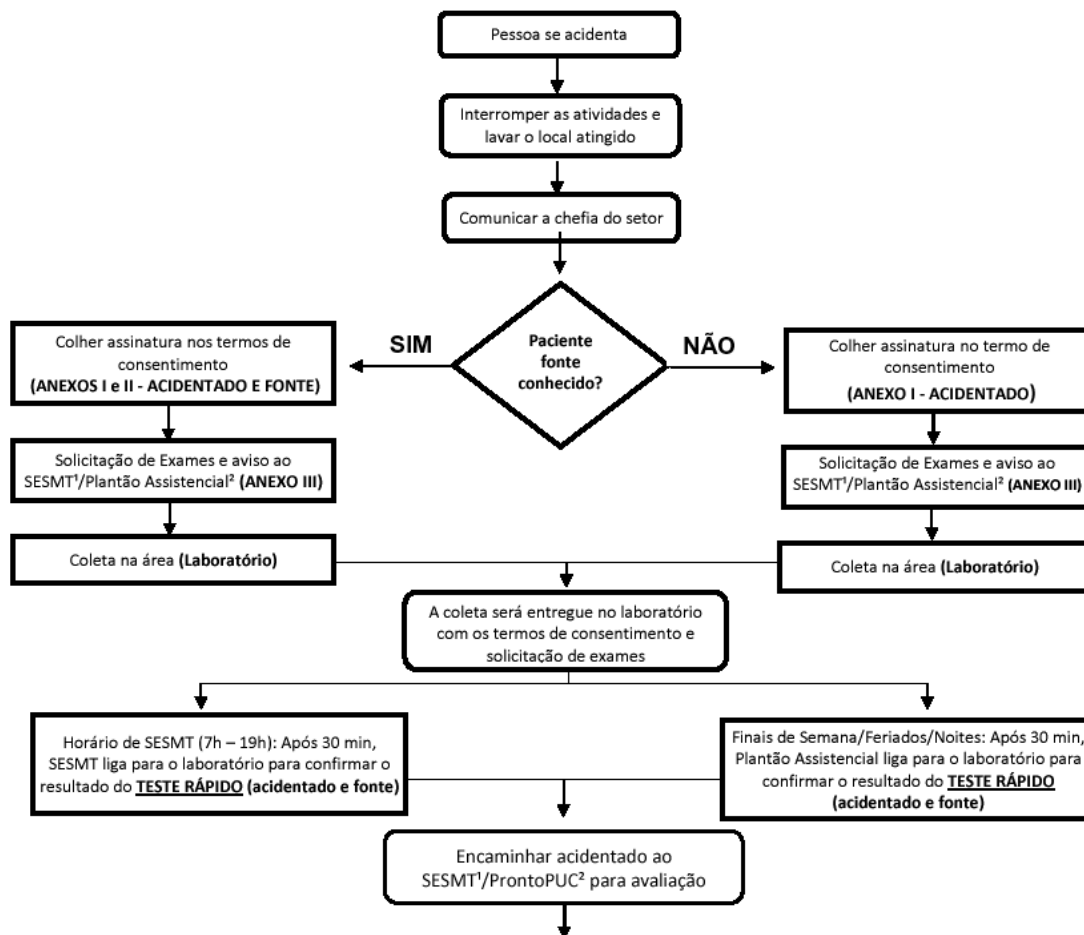 Pessoa se acidenta
Interromper as atividades e
lavar o local atingido
Comunicar a chefia do setor
Paciente
fonte
conhecido?
SIM
NÃO
Colher assinatura nos termos de
consentimento
(ANEXOS I e II - ACIDENTADO E FONTE)
Colher assinatura no termo de
consentimento
(ANEXO I - ACIDENTADO)
Solicitação de Exames e aviso ao
SESMT¹/Plantão Assistencial² (ANEXO III)
Solicitação de Exames e aviso ao
SESMT¹/Plantão Assistencial² (ANEXO III)
Coleta na área (Laboratório)
Coleta na área (Laboratório)
A coleta será entregue no laboratório
com os termos de consentimento e
solicitação de exames
Horário de SESMT (7h – 19h): Após 30 min,
SESMT liga para o laboratório para confirmar o
resultado do TESTE RÁPIDO (acidentado e fonte)
Finais de Semana/Feriados/Noites: Após 30 min,
Plantão Assistencial liga para o laboratório para
confirmar o resultado do TESTE RÁPIDO
(acidentado e fonte)
Encaminhar acidentado ao
SESMT¹/ProntoPUC² para avaliação